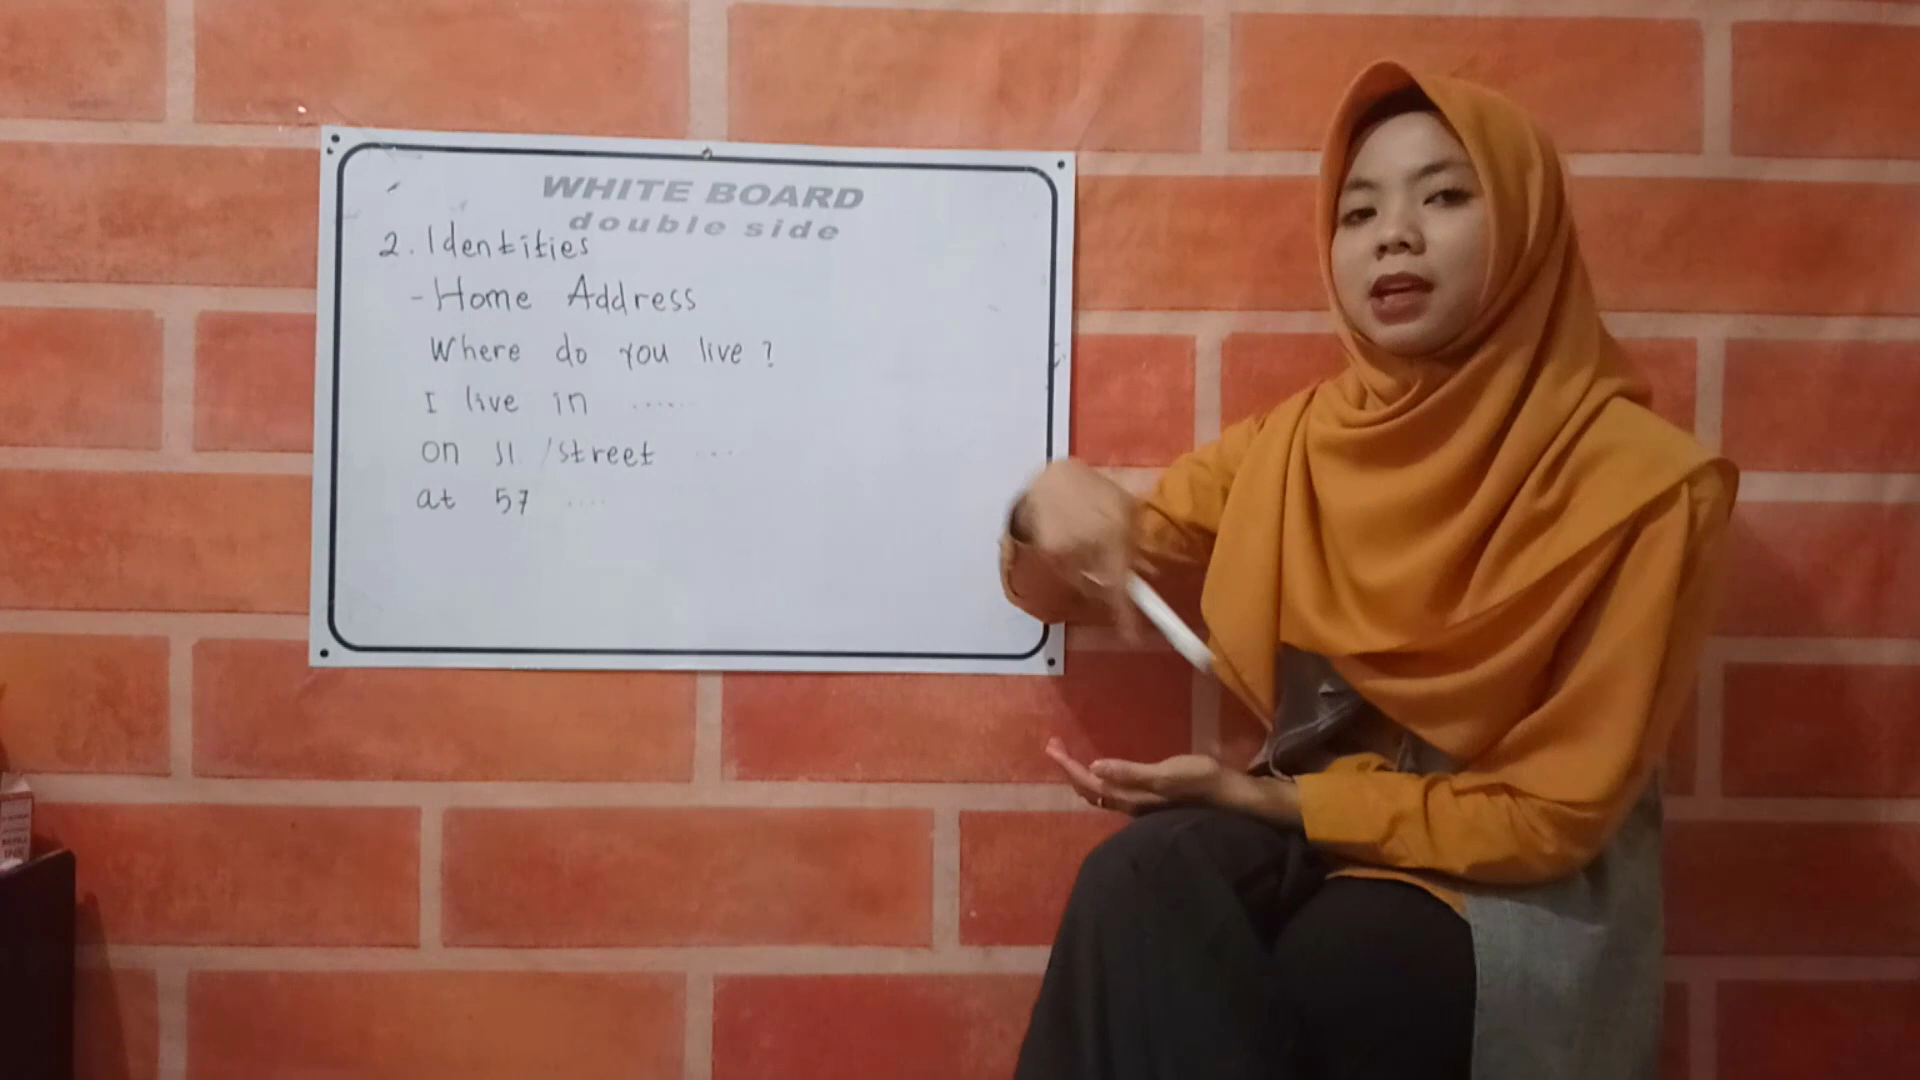 WHITE BOARD
double side
2. Identities
- Home Address
Where do you live ?
I live in ......
on Jl. /street ....
at 57 ....